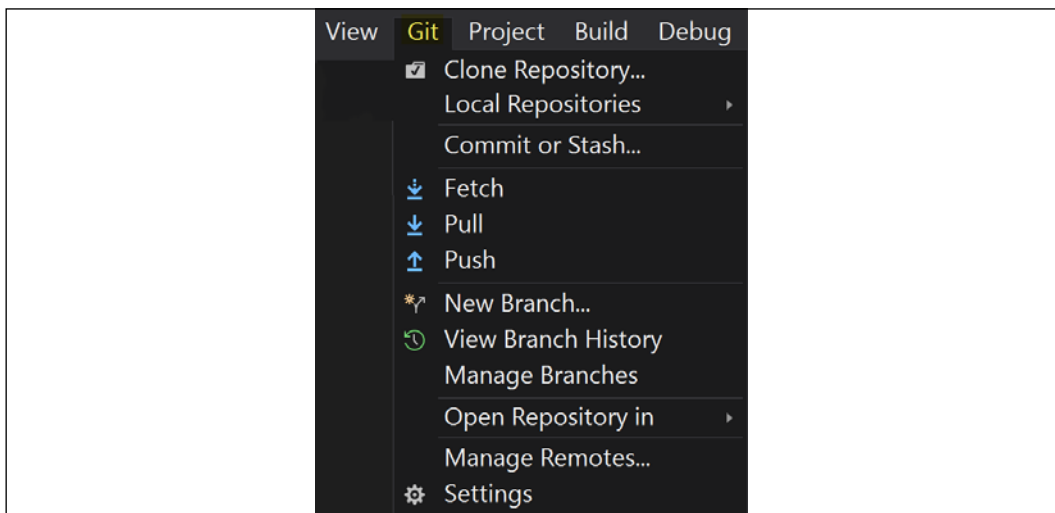 View Git Project Build Debug
Clone Repository...
Local Repositories
Commit or Stash...
Fetch
Pull
Push
New Branch...
View Branch History
Manage Branches
Open Repository in
Manage Remotes...
Settings